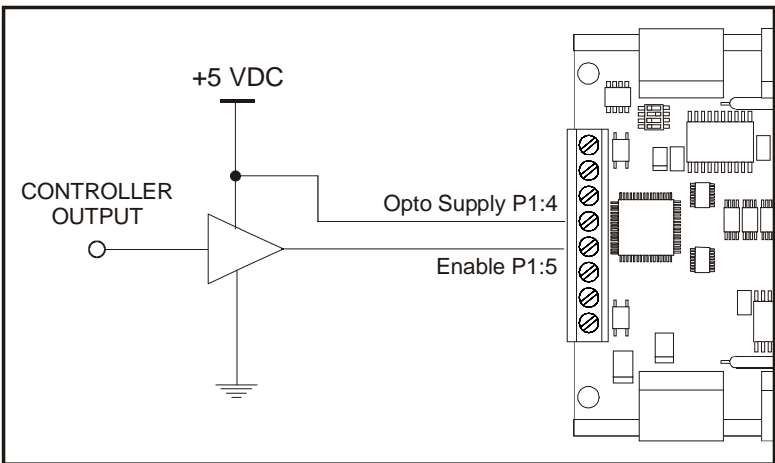 +5 VDC
CONTROLLER
OUTPUT
Opto Supply P1:4
Enable P1:5